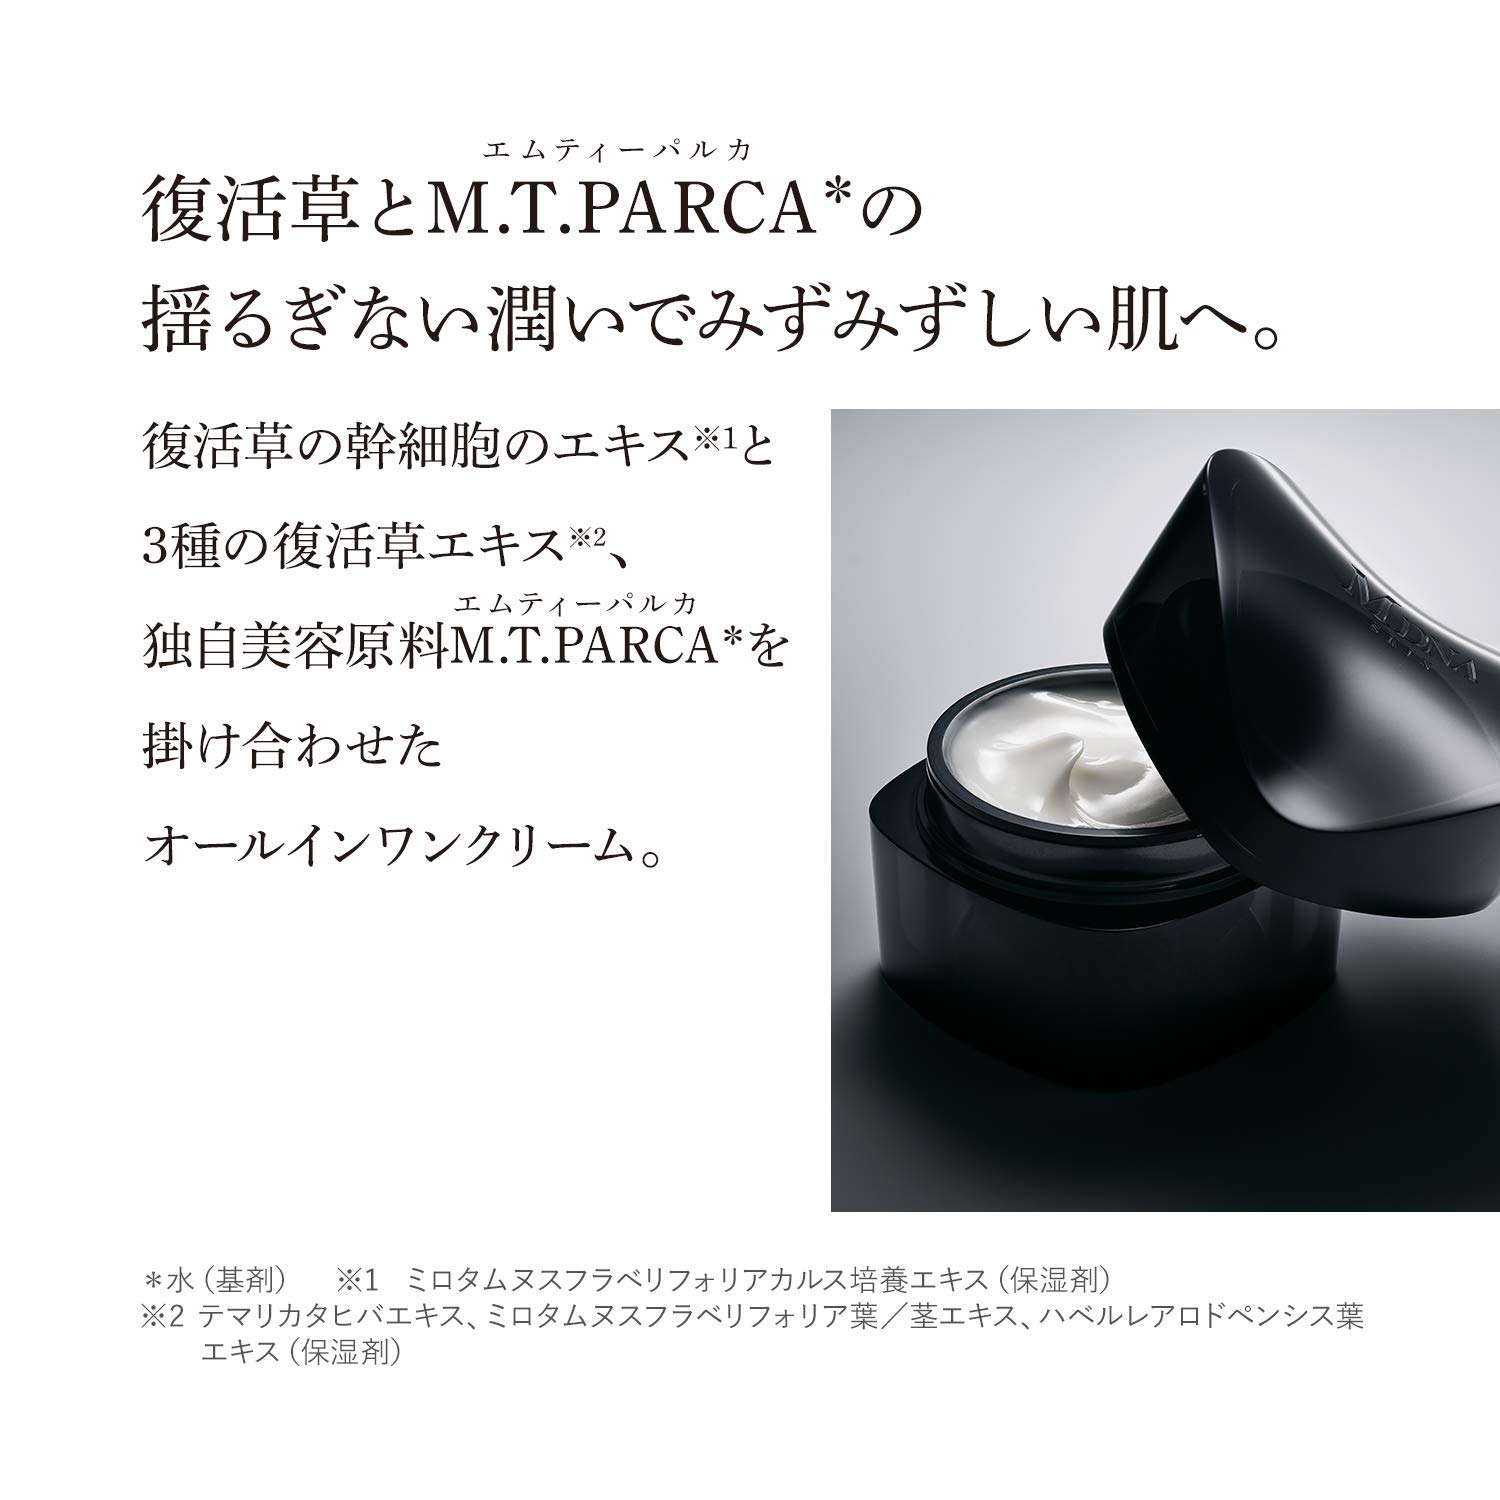 エムティーパルカ
復活草とM.T.PARCA*の
揺るぎない潤いでみずみずしい肌へ。
復活草の幹細胞のエキス※1と
3種の復活草エキス※2、
エムティーパルカ
独自美容原料M.T.PARCA*を
掛け合わせた
オールインワンクリーム。
MDNA
SKIN
＊水（基剤）　※1　ミロタムヌスフラベリフォリアカルス培養エキス（保湿剤）
※2 テマリカタヒバエキス、ミロタムヌスフラベリフォリア葉／茎エキス、ハベルレアロドペンシス葉
エキス（保湿剤）